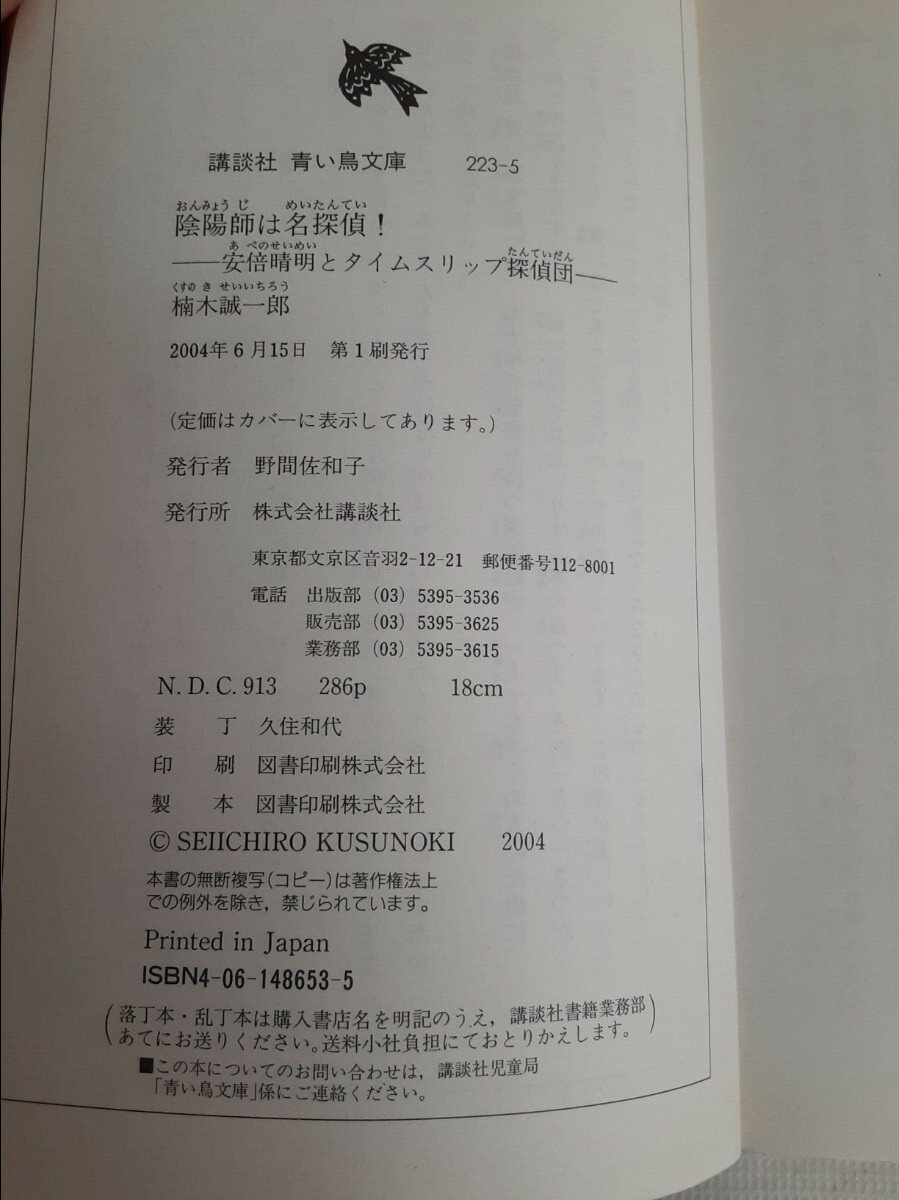 講談社 青い鳥文庫 223-5
おんみょう じ めいたんてい
陰陽師は名探偵！
あ べのせいめい たんていだん
──安倍晴明とタイムスリップ探偵団──
くすの き せいいちろう
楠木誠一郎
2004年6月15日 第1刷発行
(定価はカバーに表示してあります。)
発行者 野間佐和子
発行所 株式会社講談社
東京都文京区音羽2-12-21 郵便番号112-8001
電話 出版部 (03) 5395-3536
販売部 (03) 5395-3625
業務部 (03) 5395-3615
N. D. C. 913 286p 18cm
装 丁 久住和代
印 刷 図書印刷株式会社
製 本 図書印刷株式会社
© SEIICHIRO KUSUNOKI 2004
本書の無断複写(コピー)は著作権法上
での例外を除き，禁じられています。
Printed in Japan
ISBN4-06-148653-5
(落丁本・乱丁本は購入書店名を明記のうえ，講談社書籍業務部
あてにお送りください。送料小社負担にておとりかえします。)
■この本についてのお問い合わせは，講談社児童局
「青い鳥文庫」係にご連絡ください。